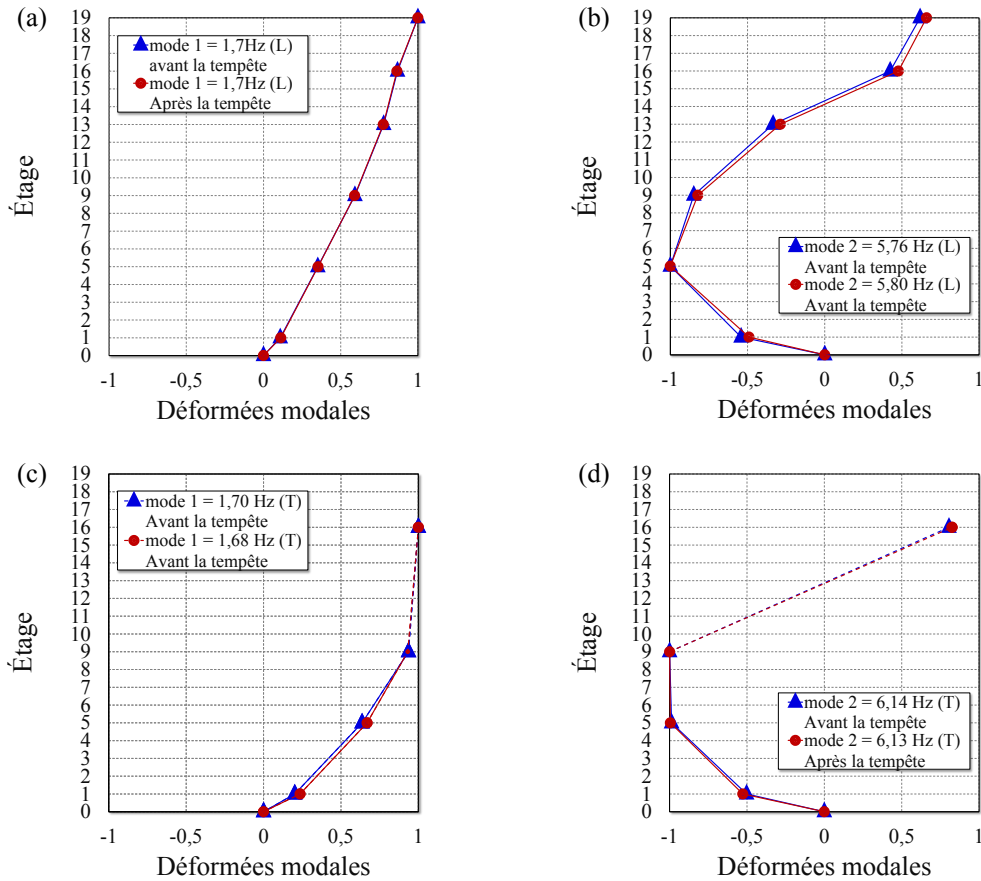 (a)
19
18
17
16
15
14
13
12
11
10
9
8
7
6
5
4
3
2
1
0
Étage
mode 1 = 1,7Hz (L)
avant la tempête
mode 1 = 1,7Hz (L)
Après la tempête
-1 -0,5 0 0,5 1
Déformées modales
(b)
19
18
17
16
15
14
13
12
11
10
9
8
7
6
5
4
3
2
1
0
Étage
mode 2 = 5,76 Hz (L)
Avant la tempête
mode 2 = 5,80 Hz (L)
Avant la tempête
-1 -0,5 0 0,5 1
Déformées modales
(c)
19
18
17
16
15
14
13
12
11
10
9
8
7
6
5
4
3
2
1
0
Étage
mode 1 = 1,70 Hz (T)
Avant la tempête
mode 1 = 1,68 Hz (T)
Avant la tempête
-1 -0,5 0 0,5 1
Déformées modales
(d)
19
18
17
16
15
14
13
12
11
10
9
8
7
6
5
4
3
2
1
0
Étage
mode 2 = 6,14 Hz (T)
Avant la tempête
mode 2 = 6,13 Hz (T)
Après la tempête
-1 -0,5 0 0,5 1
Déformées modales